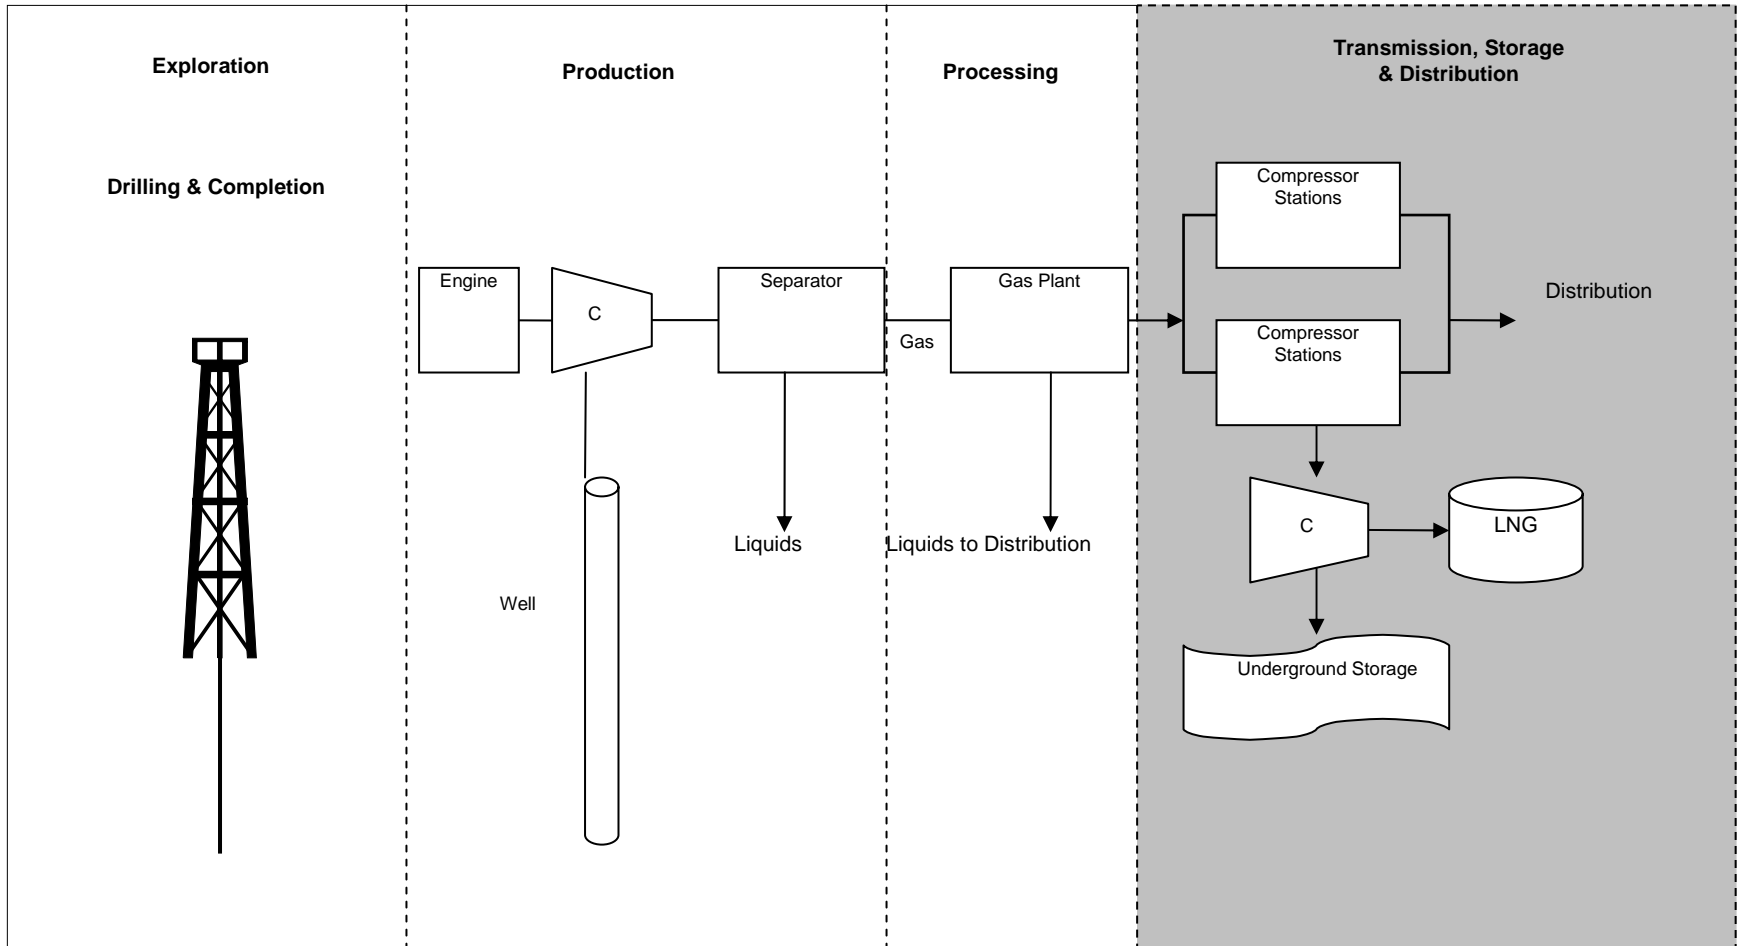 Exploration
Production
Processing
Transmission, Storage
& Distribution
Drilling & Completion
Engine
C
Separator
Gas
Gas Plant
Compressor
Stations
Compressor
Stations
Distribution
Well
Liquids
Liquids to Distribution
C
LNG
Underground Storage